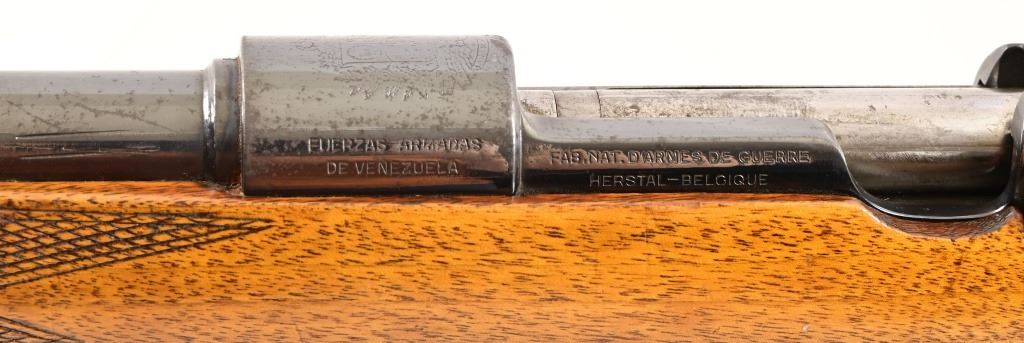 FUERZAS ARMADAS
DE VENEZUELA
FAB. NAT. D'ARMES DE GUERRE
HERSTAL-BELGIQUE